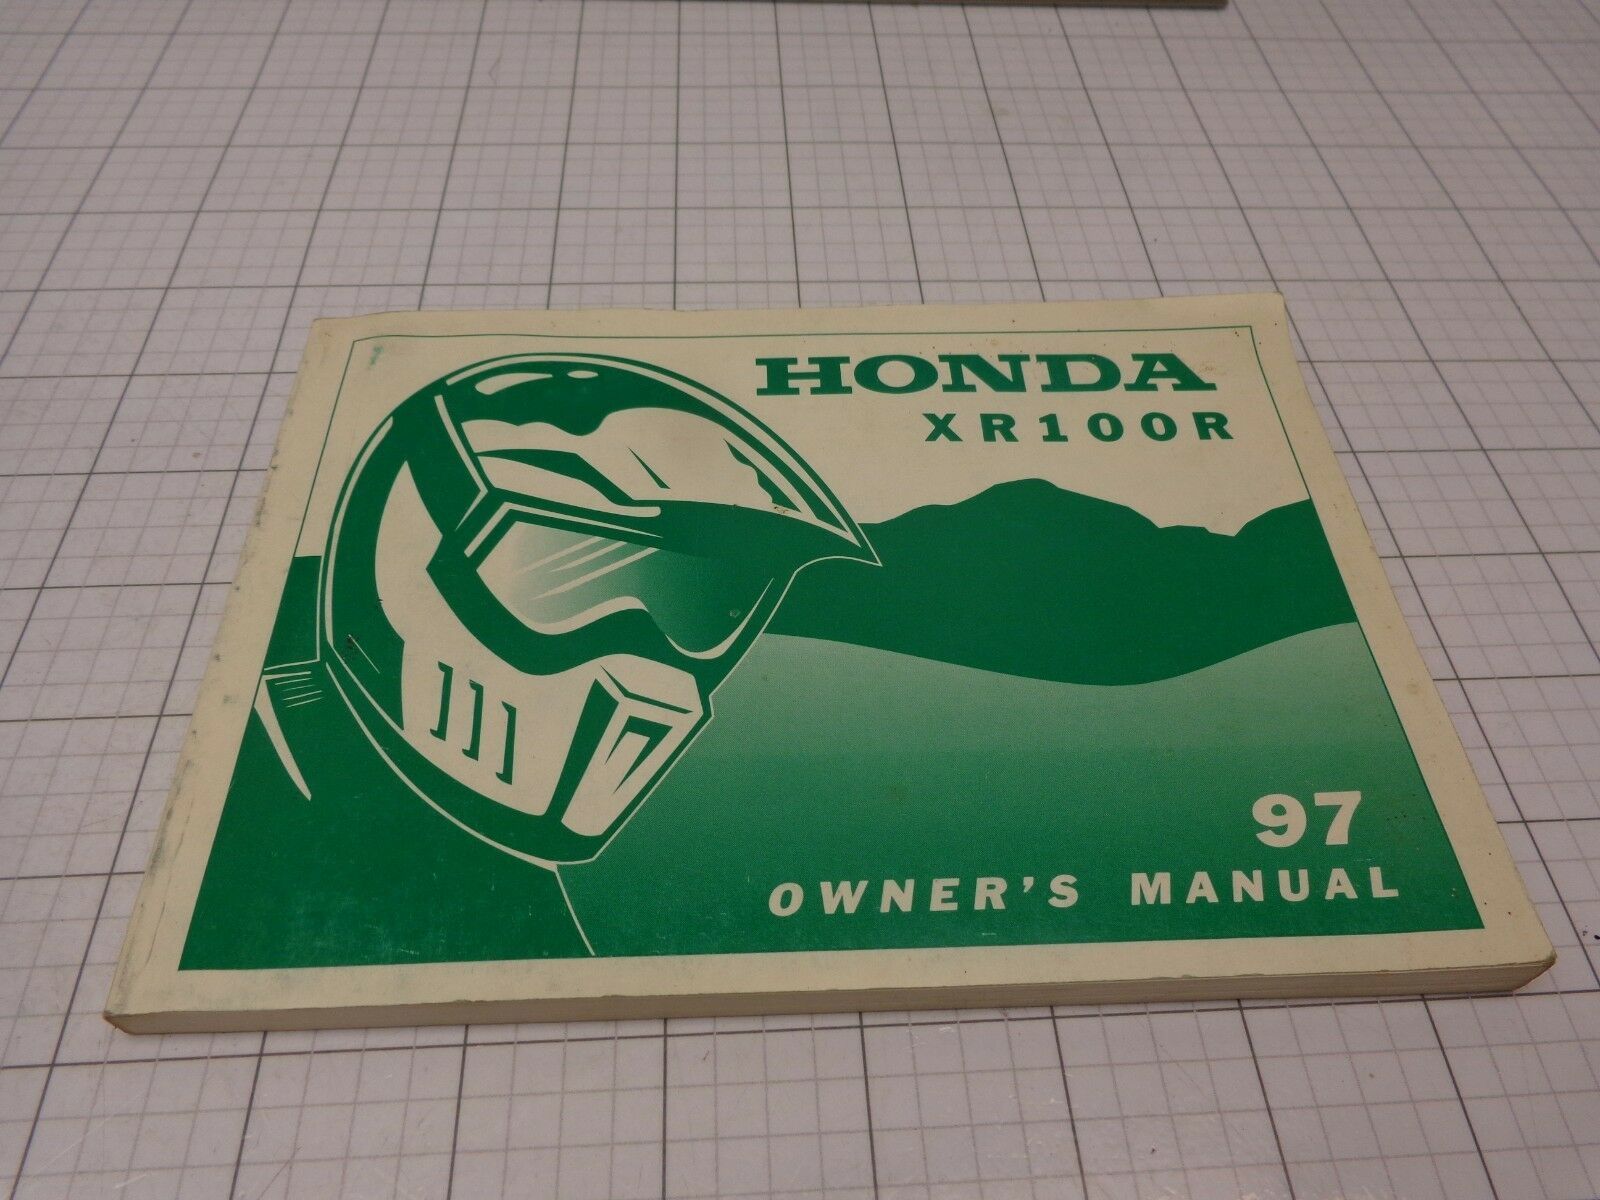 HONDA
XR100R
97
OWNER'S MANUAL